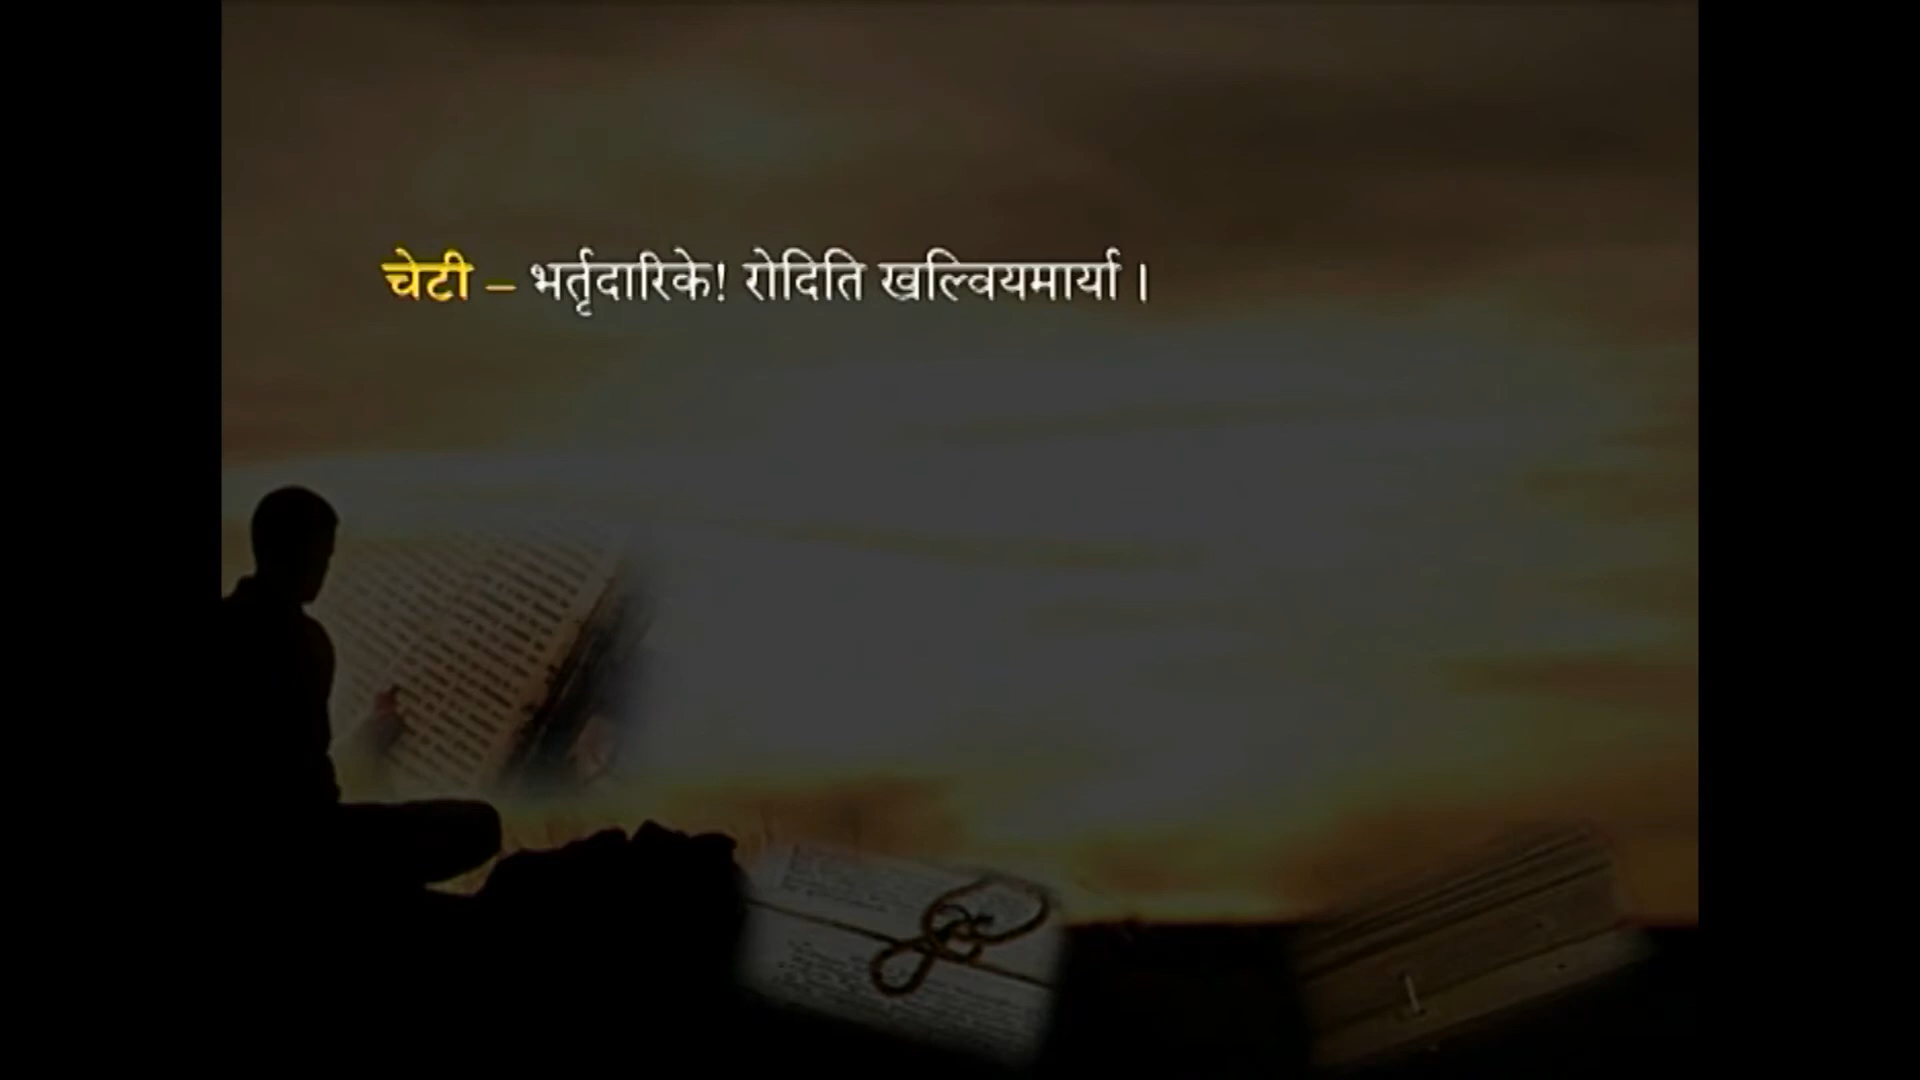 चेटी – भर्तृदारिके! रोदिति खल्वियमार्या ।